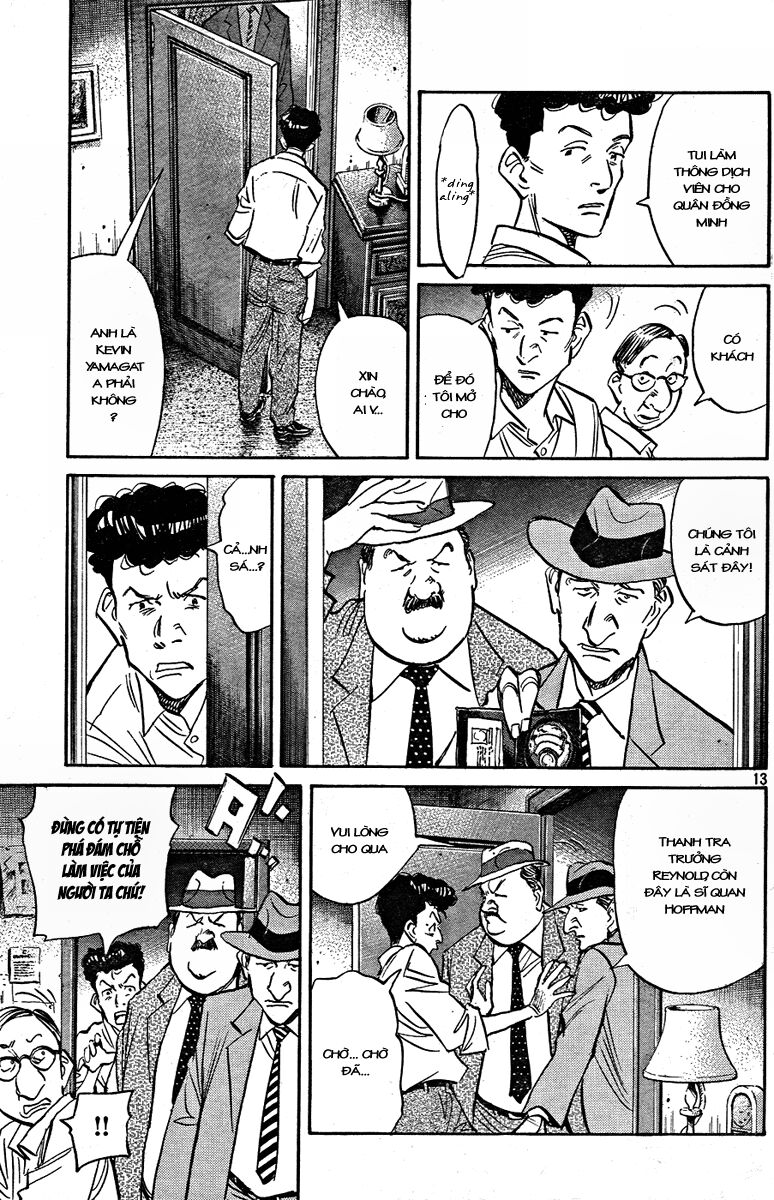 TUI LÀM
THÔNG DỊCH
VIÊN CHO
QUÂN ĐỒNG
MINH
*ding
aling*
CÓ
KHÁCH
ĐỂ ĐÓ
TÔI MỞ
CHO
XIN
CHÀO,
AI V...
ANH LÀ
KEVIN
YAMAGAT
A PHẢI
KHÔNG
?
CHÚNG TÔI
LÀ CẢNH
SÁT ĐÂY!
CẢ...NH
SÁ...?
13
THANH TRA
TRƯỞNG
REYNOLD, CÒN
ĐÂY LÀ SĨ QUAN
HOFFMAN
VUI LÒNG
CHO QUA
CHỜ... CHỜ
ĐÃ...
A!.
ĐỪNG CÓ TỰ TIỆN
PHÁ ĐÁM CHỖ
LÀM VIỆC CỦA
NGƯỜI TA CHỨ!
!!